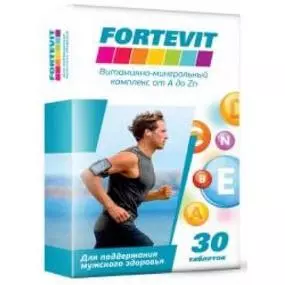 FORTEVIT
Витаминно-минеральный
комплекс от А до Zn
D
N
B
E
A
Для поддержания
мужского здоровья
30
таблеток